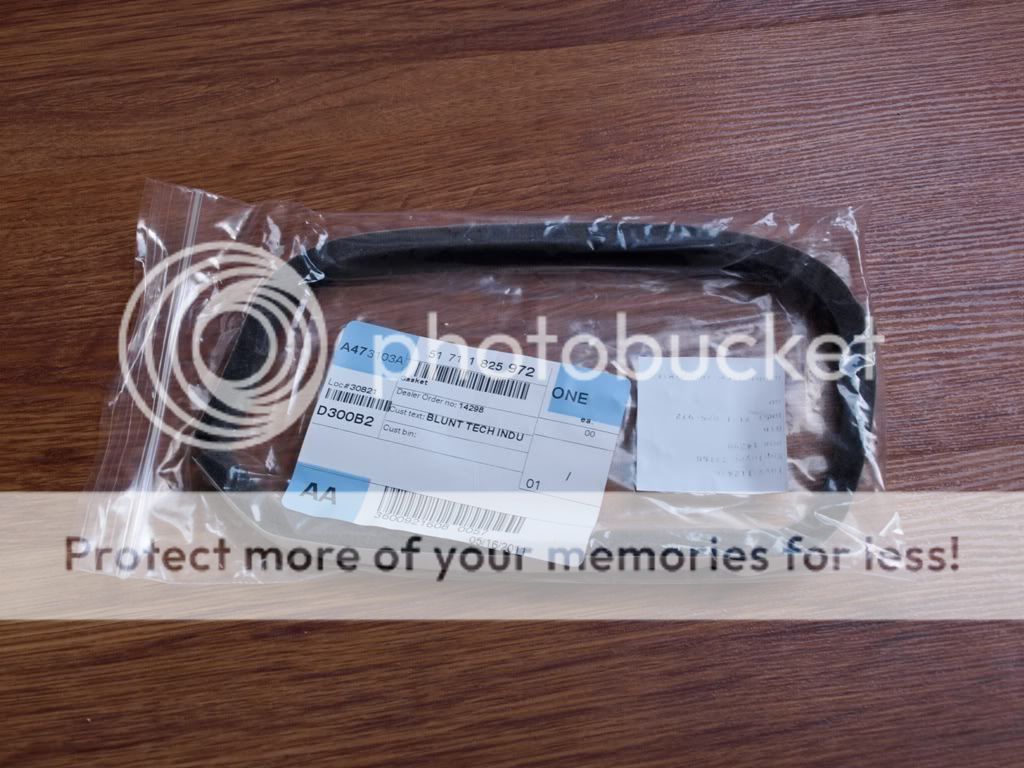 A473103A
51 71 1 825 972
Gasket
Dealer Order no: 14298
Loc# 30821
D300B2
Cust text: BLUNT TECH INDU
Cust bin:
ONE
ea.
00
01 /
AA
05/16/2011
photobucket
Protect more of your memories for less!